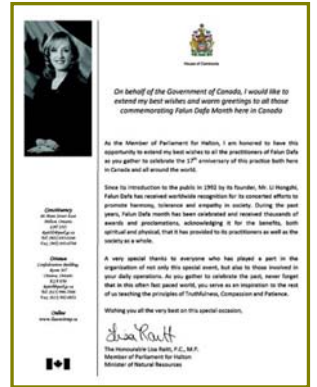 House of Commons
On behalf of the Government of Canada, I would like to
extend my best wishes and warm greetings to all those
commemorating Falun Dafa Month here in Canada
As the Member of Parliament for Halton, I am honored to have this
opportunity to extend my best wishes to all the practitioners of Falun Dafa
as you gather to celebrate the 17th anniversary of this practice both here
in Canada and all around the world.
Since its introduction to the public in 1992 by its founder, Mr. Li Hongzhi,
Falun Dafa has received worldwide recognition for its concerted efforts to
promote harmony, tolerance and empathy in society. During the past
years, Falun Dafa month has been celebrated and received thousands of
awards and proclamations, acknowledging it for the benefits, both
spiritual and physical, that it has provided to its practitioners as well as the
society as a whole.
A very special thanks to everyone who has played a part in the
organization of not only this special event, but also to those involved in
your daily operations. As you gather to celebrate the past, never forget
that in this often fast paced world, you serve as an inspiration to the rest
of us teaching the principles of Truthfulness, Compassion and Patience.
Wishing you all the very best on this special occasion,
Lisa Raitt
The Honourable Lisa Raitt, P.C., M.P.
Member of Parliament for Halton
Minister of Natural Resources
Constituency
Milton, Ontario
Ottawa
Confederation Building
Ottawa, Ontario
Online